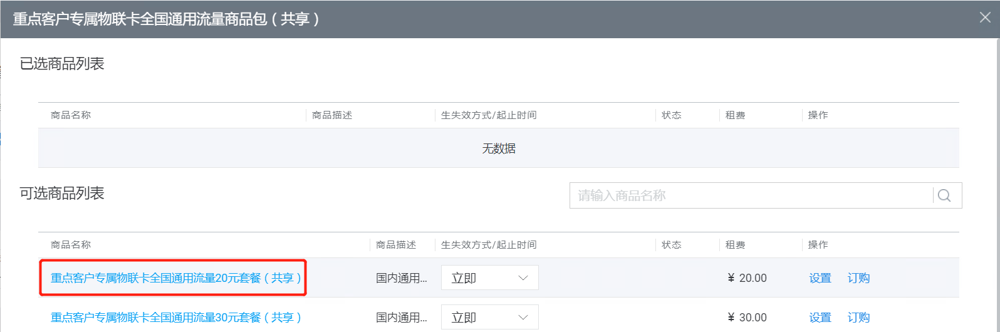 重点客户专属物联卡全国通用流量商品包（共享）
已选商品列表
商品名称 商品描述 生失效方式/起止时间 状态 租费 操作
无数据
可选商品列表 请输入商品名称
商品名称 商品描述 生失效方式/起止时间 状态 租费 操作
重点客户专属物联卡全国通用流量20元套餐（共享） 国内通用... 立即 ¥ 20.00 设置 订购
重点客户专属物联卡全国通用流量30元套餐（共享） 国内通用... 立即 ¥ 30.00 设置 订购